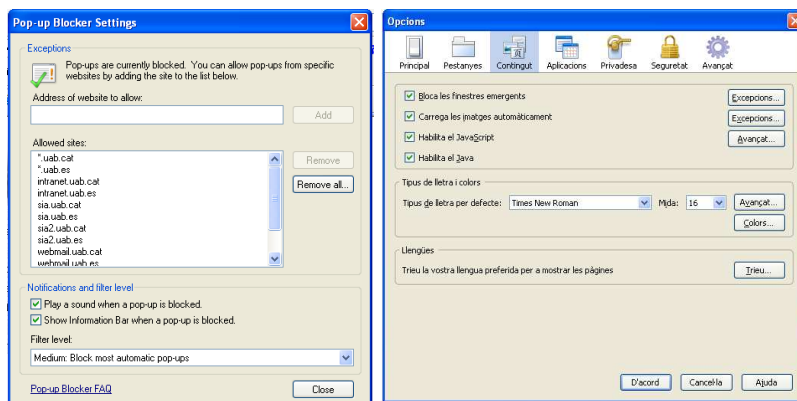 Pop-up Blocker Settings
Exceptions
Pop-ups are currently blocked. You can allow pop-ups from specific
websites by adding the site to the list below.
Address of website to allow:
Add
Allowed sites:
*.uab.cat
*.uab.es
intranet.uab.cat
intranet.uab.es
sia.uab.cat
sia.uab.es
sia2.uab.cat
sia2.uab.es
webmail.uab.cat
webmail.uab.es
Remove
Remove all...
Notifications and filter level
Play a sound when a pop-up is blocked.
Show Information Bar when a pop-up is blocked.
Filter level:
Medium: Block most automatic pop-ups
Pop-up Blocker FAQ
Close
Opcions
Principal Pestanyes Contingut Aplicacions Privadesa Seguretat Avançat
Bloca les finestres emergents Excepcions...
Carrega les imatges automàticament Excepcions...
Habilita el JavaScript Avançat...
Habilita el Java
Tipus de lletra i colors
Tipus de lletra per defecte: Times New Roman Mida: 16 Avançat...
Colors...
Llengües
Trieu la vostra llengua preferida per a mostrar les pàgines Trieu...
D'acord Cancel·la Ajuda